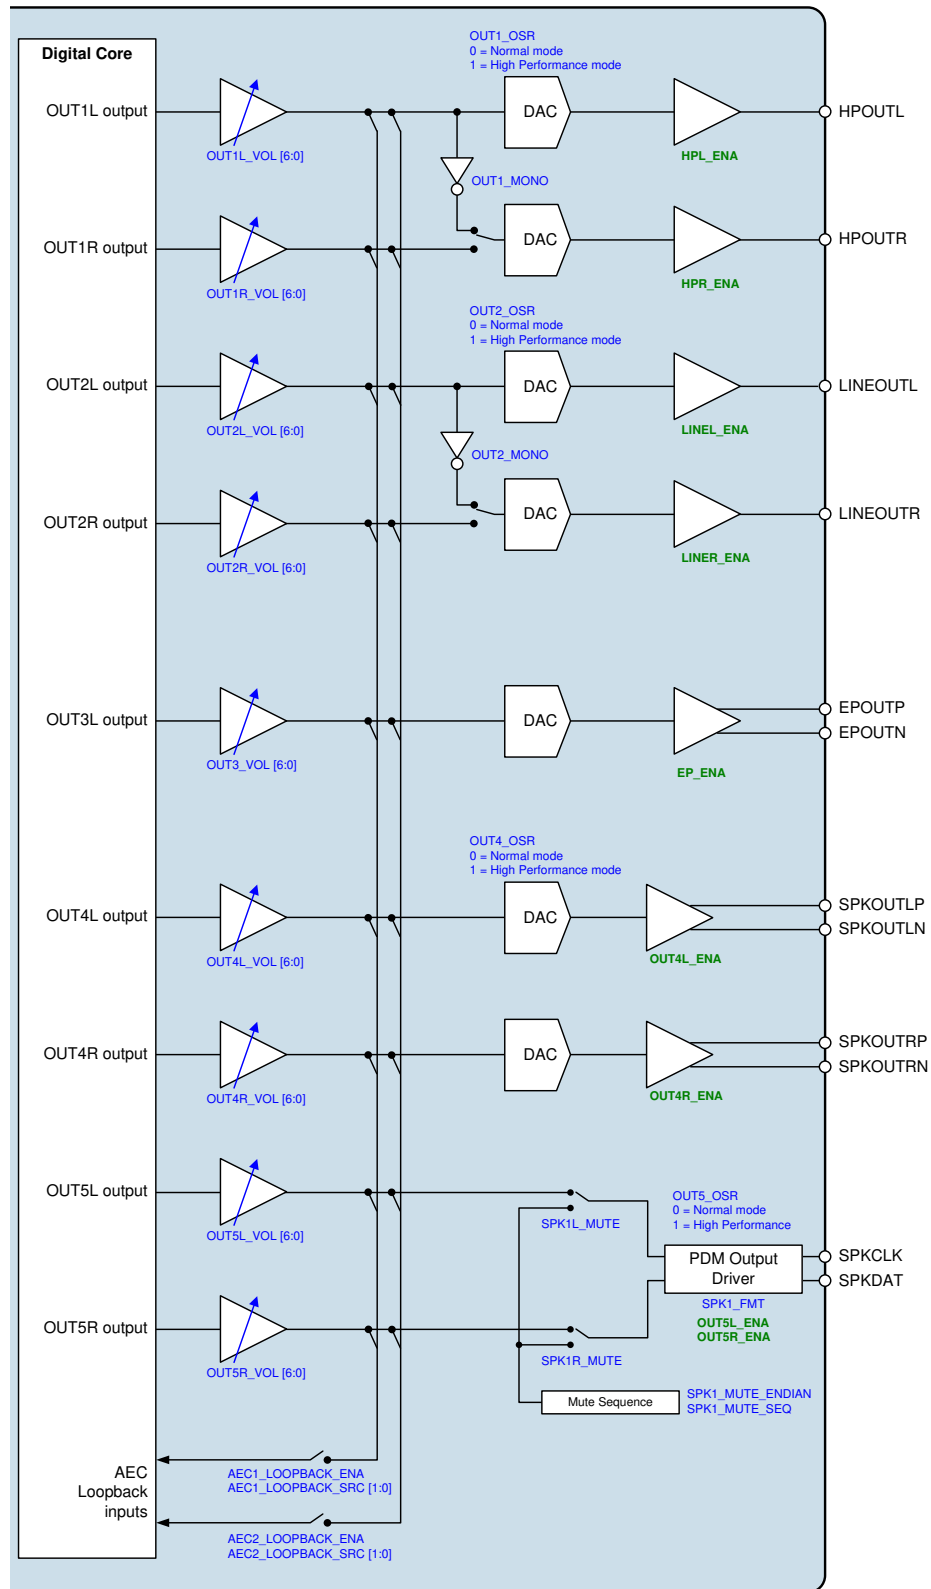 Digital Core
OUT1_OSR
0 = Normal mode
1 = High Performance mode
OUT1L output
DAC
HPOUTL
OUT1L_VOL [6:0]
HPL_ENA
OUT1_MONO
OUT1R output
DAC
HPOUTR
OUT1R_VOL [6:0]
HPR_ENA
OUT2_OSR
0 = Normal mode
1 = High Performance mode
OUT2L output
DAC
LINEOUTL
OUT2L_VOL [6:0]
LINEL_ENA
OUT2_MONO
OUT2R output
DAC
LINEOUTR
OUT2R_VOL [6:0]
LINER_ENA
OUT3L output
DAC
EPOUTP
EPOUTN
OUT3_VOL [6:0]
EP_ENA
OUT4_OSR
0 = Normal mode
1 = High Performance mode
OUT4L output
DAC
SPKOUTLP
SPKOUTLN
OUT4L_VOL [6:0]
OUT4L_ENA
OUT4R output
DAC
SPKOUTRP
SPKOUTRN
OUT4R_VOL [6:0]
OUT4R_ENA
OUT5L output
OUT5L_VOL [6:0]
SPK1L_MUTE
OUT5_OSR
0 = Normal mode
1 = High Performance
PDM Output
Driver
SPKCLK
SPKDAT
SPK1_FMT
OUT5L_ENA
OUT5R_ENA
OUT5R output
OUT5R_VOL [6:0]
SPK1R_MUTE
Mute Sequence
SPK1_MUTE_ENDIAN
SPK1_MUTE_SEQ
AEC
Loopback
inputs
AEC1_LOOPBACK_ENA
AEC1_LOOPBACK_SRC [1:0]
AEC2_LOOPBACK_ENA
AEC2_LOOPBACK_SRC [1:0]